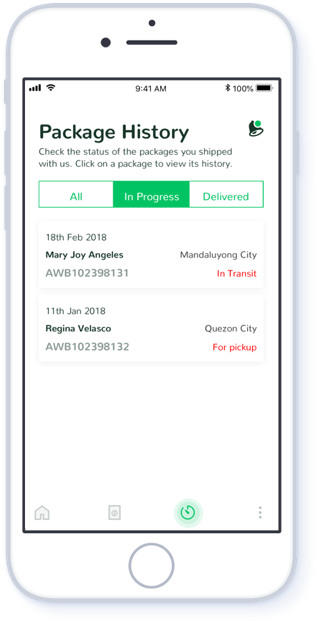 9:41 AM
100%
Package History
Check the status of the packages you shipped
with us. Click on a package to view its history.
All In Progress Delivered
18th Feb 2018
Mary Joy Angeles Mandaluyong City
AWB102398131 In Transit
11th Jan 2018
Regina Velasco Quezon City
AWB102398132 For pickup